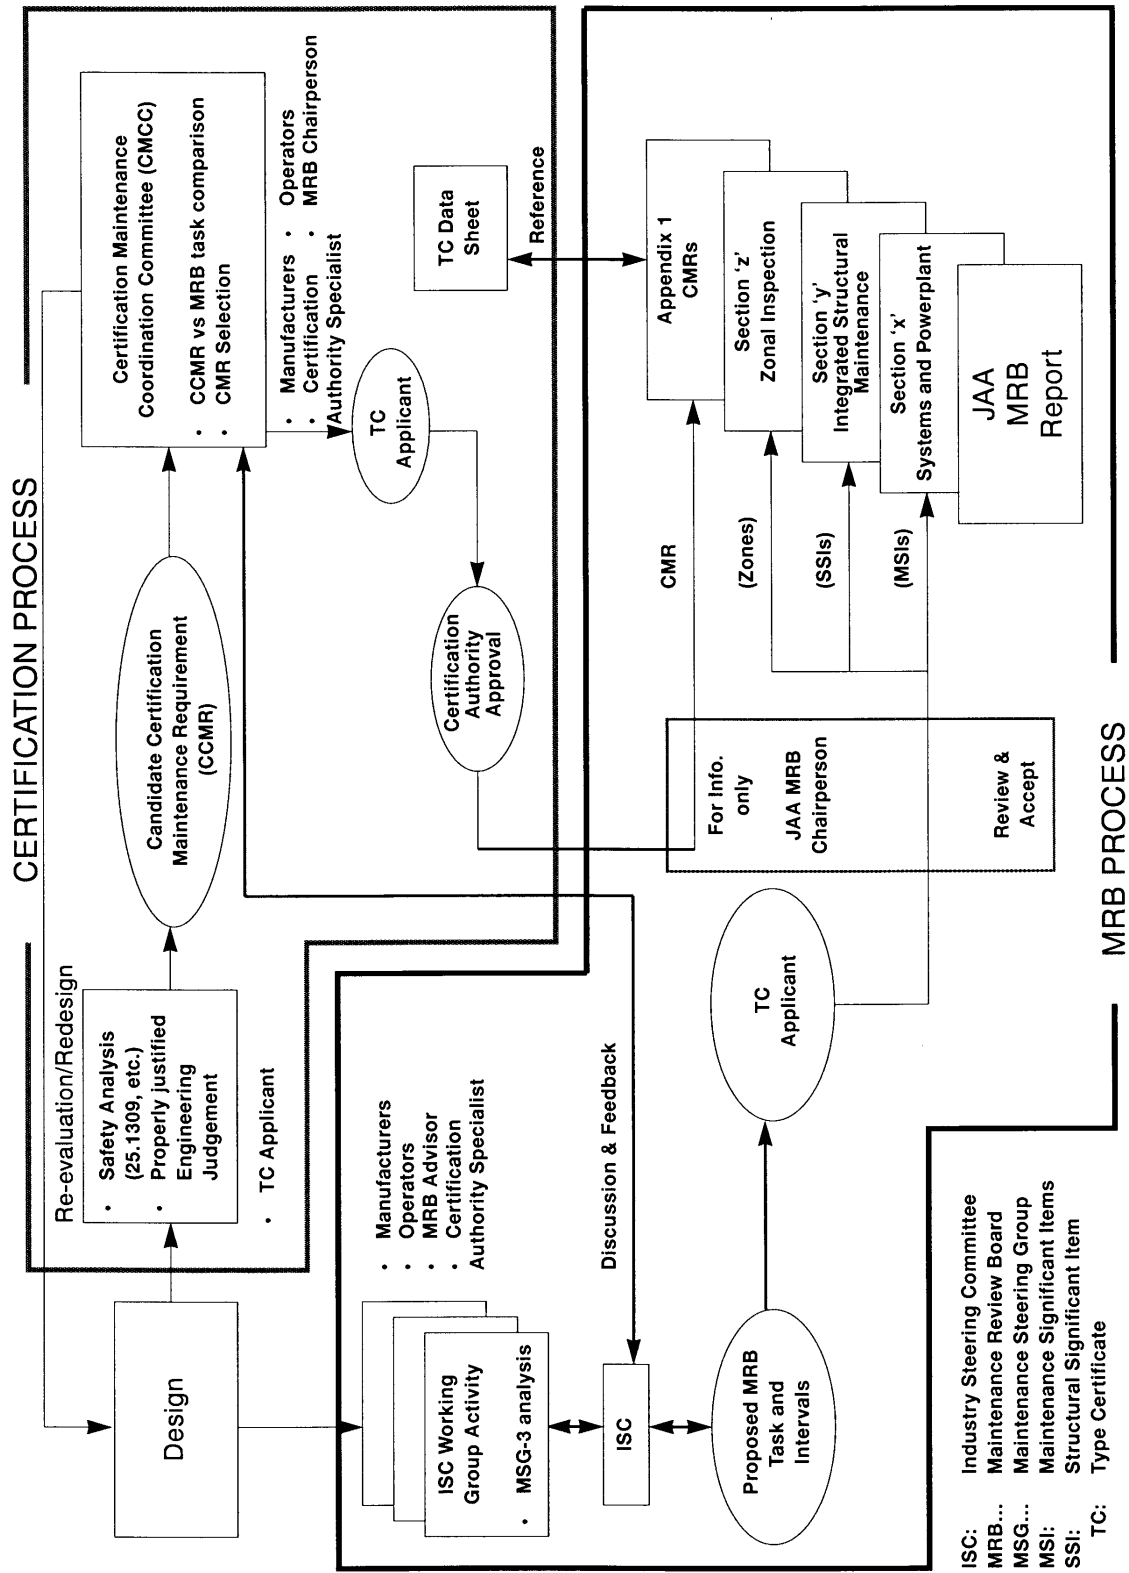 CERTIFICATION PROCESS
Re-evaluation/Redesign
Design
• Safety Analysis
(25.1309, etc.)
• Properly justified
Engineering
Judgement
• TC Applicant
Candidate Certification
Maintenance Requirement
(CCMR)
Certification Maintenance
Coordination Committee (CMCC)
• CCMR vs MRB task comparison
• CMR Selection
• Manufacturers • Operators
• Certification • MRB Chairperson
Authority Specialist
TC
Applicant
Certification
Authority
Approval
TC Data
Sheet
Reference
ISC Working
Group Activity
• MSG-3 analysis
• Manufacturers
• Operators
• MRB Advisor
• Certification
Authority Specialist
ISC
Discussion & Feedback
Proposed MRB
Task and
Intervals
TC
Applicant
For Info.
only
JAA MRB
Chairperson
Review &
Accept
CMR
(Zones)
(SSIs)
(MSIs)
Appendix 1
CMRs
Section ‘z’
Zonal Inspection
Section ‘y’
Integrated Structural
Maintenance
Section ‘x’
Systems and Powerplant
JAA
MRB
Report
ISC: Industry Steering Committee
MRB... Maintenance Review Board
MSG... Maintenance Steering Group
MSI: Maintenance Significant Items
SSI: Structural Significant Item
TC: Type Certificate
MRB PROCESS